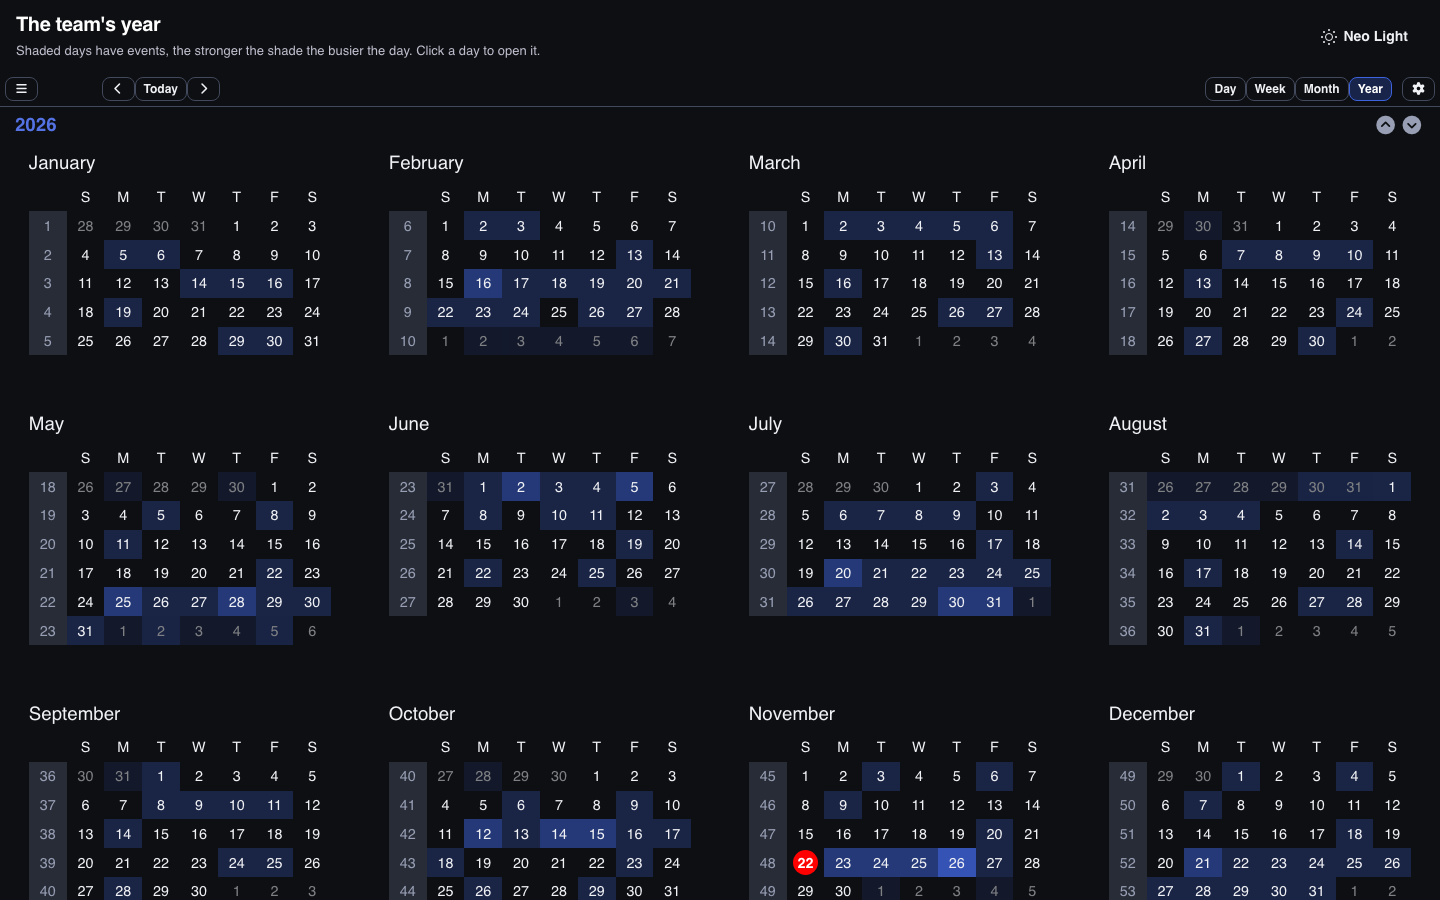 The team's year
Shaded days have events, the stronger the shade the busier the day. Click a day to open it.
Neo Light
Today
Day Week Month Year
2026
January February March April
S M T W T F S S M T W T F S S M T W T F S S M T W T F S
1 28 29 30 31 1 2 3 6 1 2 3 4 5 6 7 10 1 2 3 4 5 6 7 14 29 30 31 1 2 3 4
2 4 5 6 7 8 9 10 7 8 9 10 11 12 13 14 11 8 9 10 11 12 13 14 15 5 6 7 8 9 10 11
3 11 12 13 14 15 16 17 8 15 16 17 18 19 20 21 12 15 16 17 18 19 20 21 16 12 13 14 15 16 17 18
4 18 19 20 21 22 23 24 9 22 23 24 25 26 27 28 13 22 23 24 25 26 27 28 17 19 20 21 22 23 24 25
5 25 26 27 28 29 30 31 10 1 2 3 4 5 6 7 14 29 30 31 1 2 3 4 18 26 27 28 29 30 1 2
May June July August
S M T W T F S S M T W T F S S M T W T F S S M T W T F S
18 26 27 28 29 30 1 2 23 31 1 2 3 4 5 6 27 28 29 30 1 2 3 4 31 26 27 28 29 30 31 1
19 3 4 5 6 7 8 9 24 7 8 9 10 11 12 13 28 5 6 7 8 9 10 11 32 2 3 4 5 6 7 8
20 10 11 12 13 14 15 16 25 14 15 16 17 18 19 20 29 12 13 14 15 16 17 18 33 9 10 11 12 13 14 15
21 17 18 19 20 21 22 23 26 21 22 23 24 25 26 27 30 19 20 21 22 23 24 25 34 16 17 18 19 20 21 22
22 24 25 26 27 28 29 30 27 28 29 30 1 2 3 4 31 26 27 28 29 30 31 1 35 23 24 25 26 27 28 29
23 31 1 2 3 4 5 6 36 30 31 1 2 3 4 5
September October November December
S M T W T F S S M T W T F S S M T W T F S S M T W T F S
36 30 31 1 2 3 4 5 40 27 28 29 30 1 2 3 45 1 2 3 4 5 6 7 49 29 30 1 2 3 4 5
37 6 7 8 9 10 11 12 41 4 5 6 7 8 9 10 46 8 9 10 11 12 13 14 50 6 7 8 9 10 11 12
38 13 14 15 16 17 18 19 42 11 12 13 14 15 16 17 47 15 16 17 18 19 20 21 51 13 14 15 16 17 18 19
39 20 21 22 23 24 25 26 43 18 19 20 21 22 23 24 48 22 23 24 25 26 27 28 52 20 21 22 23 24 25 26
40 27 28 29 30 1 2 3 44 25 26 27 28 29 30 31 49 29 30 1 2 3 4 5 53 27 28 29 30 31 1 2